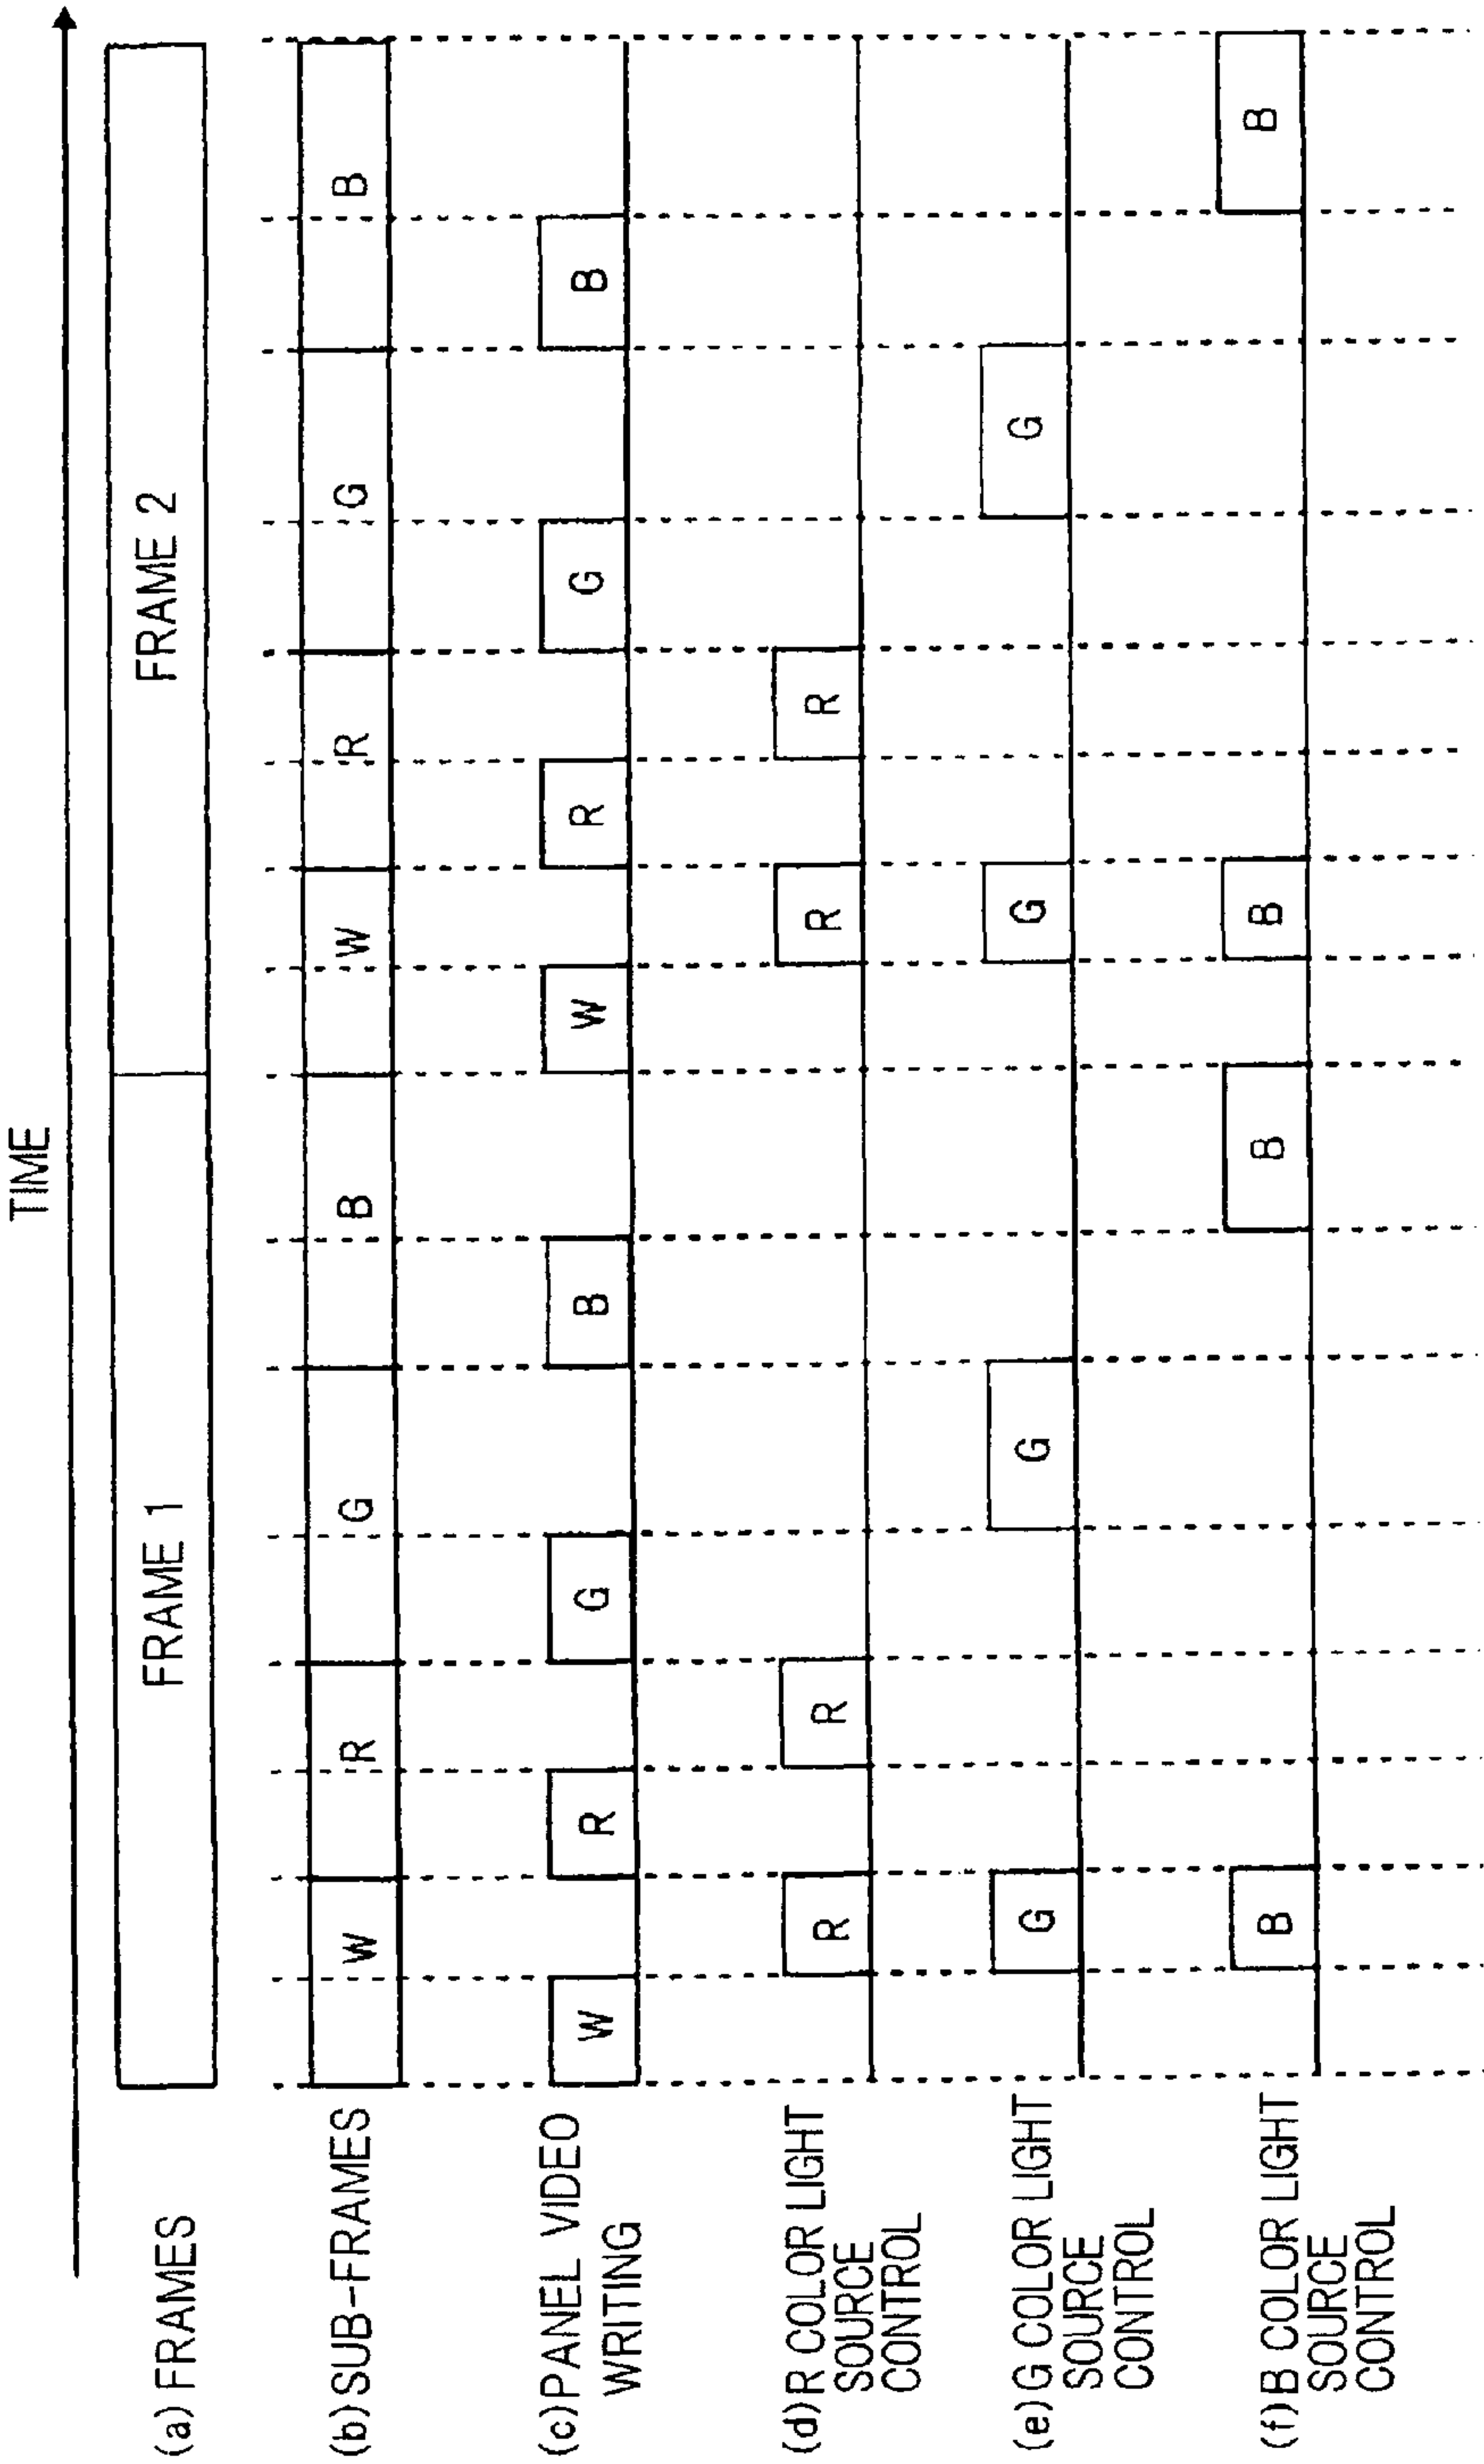 TIME
(a) FRAMES
FRAME 1
FRAME 2
(b) SUB-FRAMES
W
R
G
B
W
R
G
B
(c) PANEL VIDEO
WRITING
W
R
G
B
W
R
G
B
(d) R COLOR LIGHT
SOURCE
CONTROL
R
R
R
R
(e) G COLOR LIGHT
SOURCE
CONTROL
G
G
G
G
(f) B COLOR LIGHT
SOURCE
CONTROL
B
B
B
B